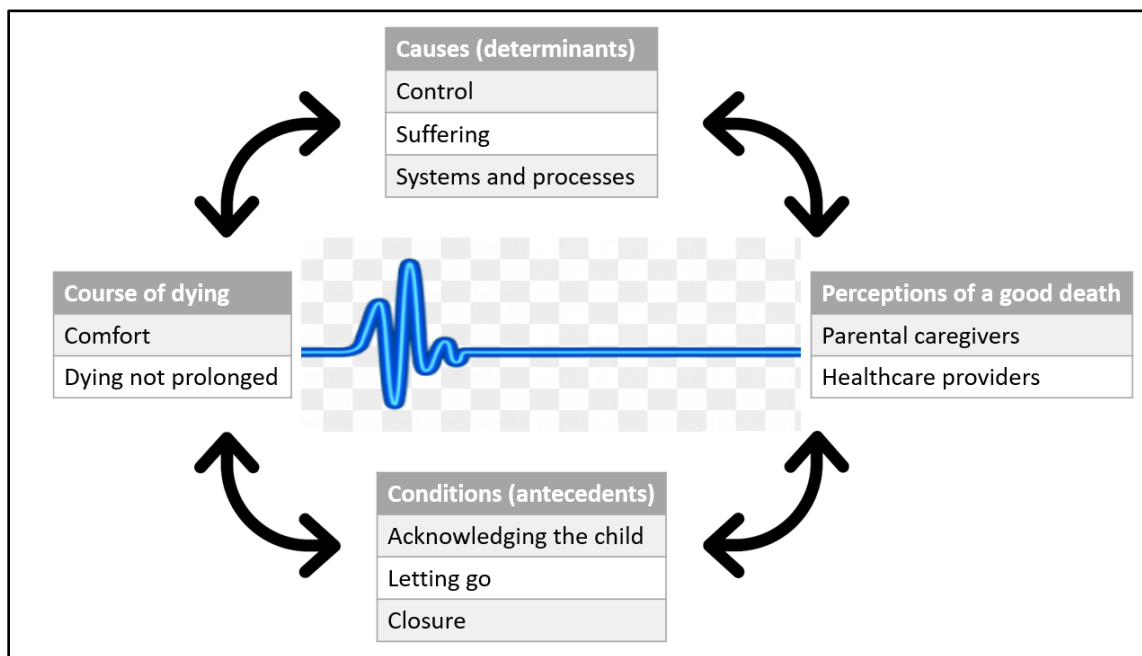 Causes (determinants)
Control
Suffering
Systems and processes
Course of dying
Comfort
Dying not prolonged
Perceptions of a good death
Parental caregivers
Healthcare providers
Conditions (antecedents)
Acknowledging the child
Letting go
Closure